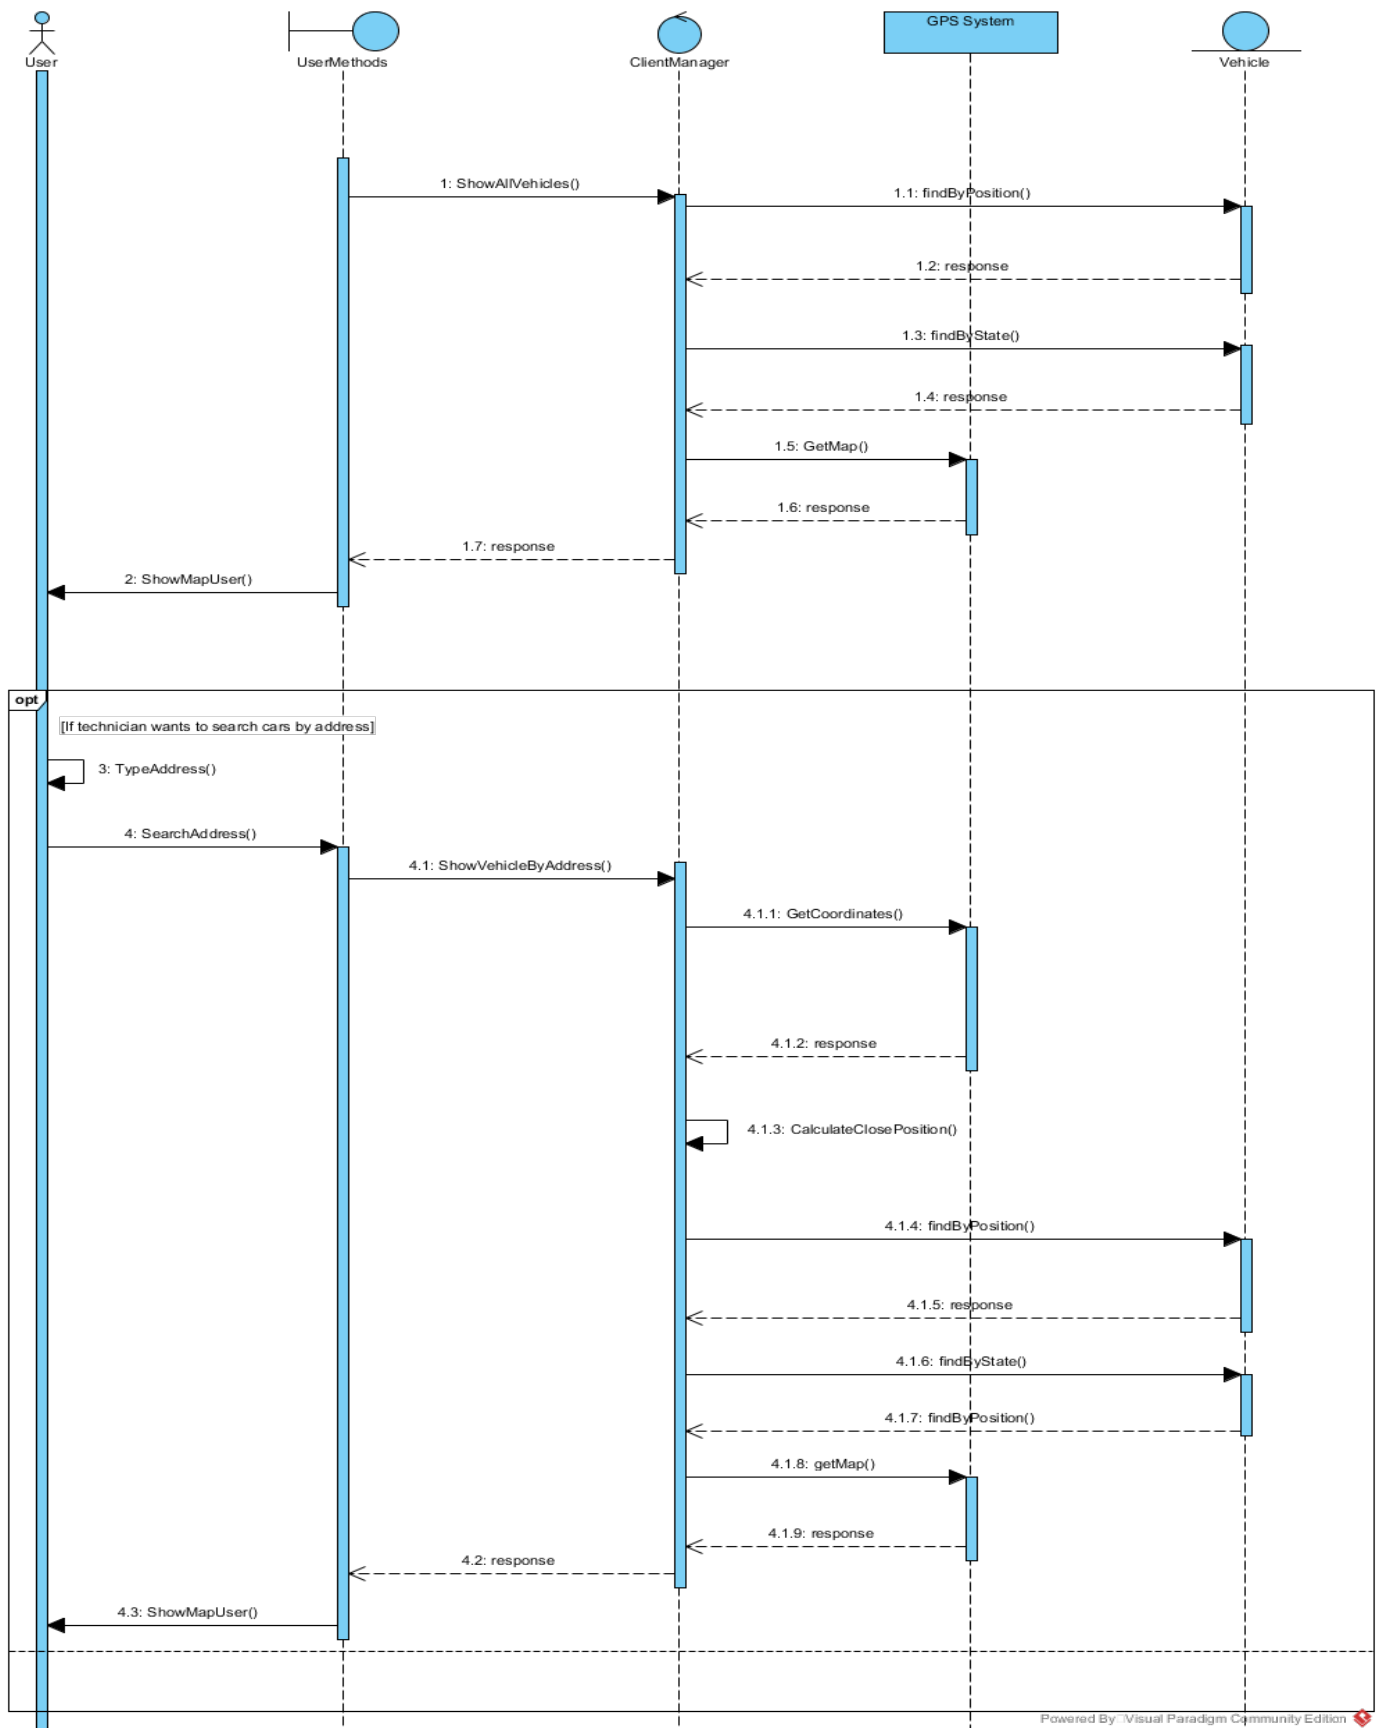 GPS System
User
UserMethods
ClientManager
Vehicle
1: ShowAllVehicles()
1.1: findByPosition()
1.2: response
1.3: findByState()
1.4: response
1.5: GetMap()
1.6: response
1.7: response
2: ShowMapUser()
opt
[If technician wants to search cars by address]
3: TypeAddress()
4: SearchAddress()
4.1: ShowVehicleByAddress()
4.1.1: GetCoordinates()
4.1.2: response
4.1.3: CalculateClosePosition()
4.1.4: findByPosition()
4.1.5: response
4.1.6: findByState()
4.1.7: findByPosition()
4.1.8: getMap()
4.1.9: response
4.2: response
4.3: ShowMapUser()
Powered By Visual Paradigm Community Edition